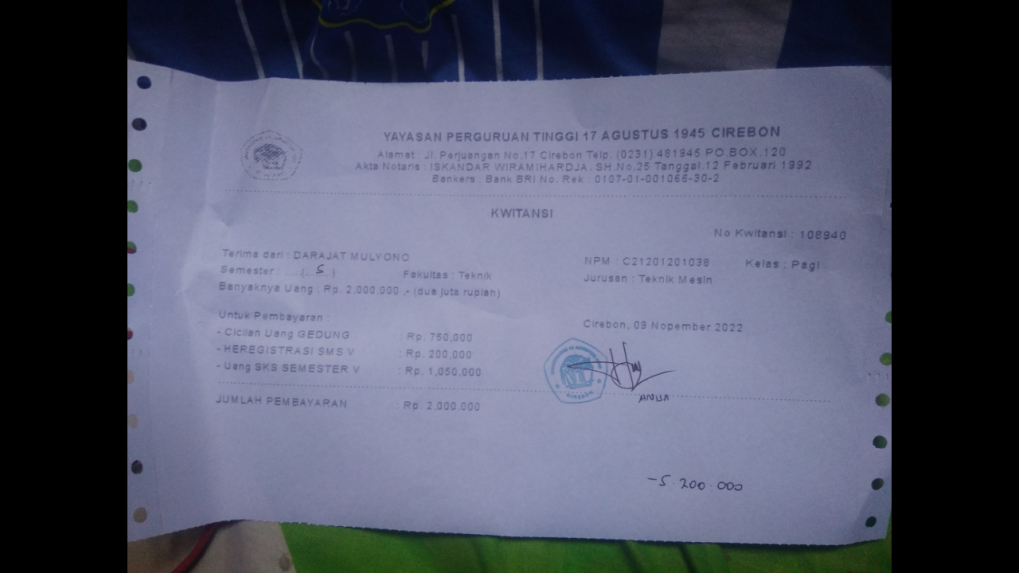 YAYASAN PERGURUAN TINGGI 17 AGUSTUS 1945 CIREBON
Alamat : Jl. Perjuangan No.17 Cirebon Telp. (0231) 481945 PO.BOX .120
Akta Notaris : ISKANDAR WIRAMIHARDJA. SH.No.25 Tanggal 12 Februari 1992
Bankers : Bank BRI No. Rek : 0107-01-001065-30-2
KWITANSI
No Kwitansi : 106940
Terima dari : DARAJAT MULYONO
NPM : C21201201036 Kelas : Pagi
Semester : ....(..5..) Fakultas : Teknik
Jurusan : Teknik Mesin
Banyaknya Uang : Rp. 2,000,000 ,- (dua juta rupiah)
Untuk Pembayaran :
Cirebon, 09 Nopember 2022
- Cicilan Uang GEDUNG : Rp. 750,000
- HEREGISTRASI SMS V : Rp. 200,000
- Uang SKS SEMESTER V : Rp. 1,050,000
JUMLAH PEMBAYARAN : Rp. 2,000,000
-5.200.000